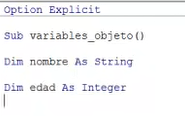 Option Explicit
Sub variables_objeto()
Dim nombre As String
Dim edad As Integer